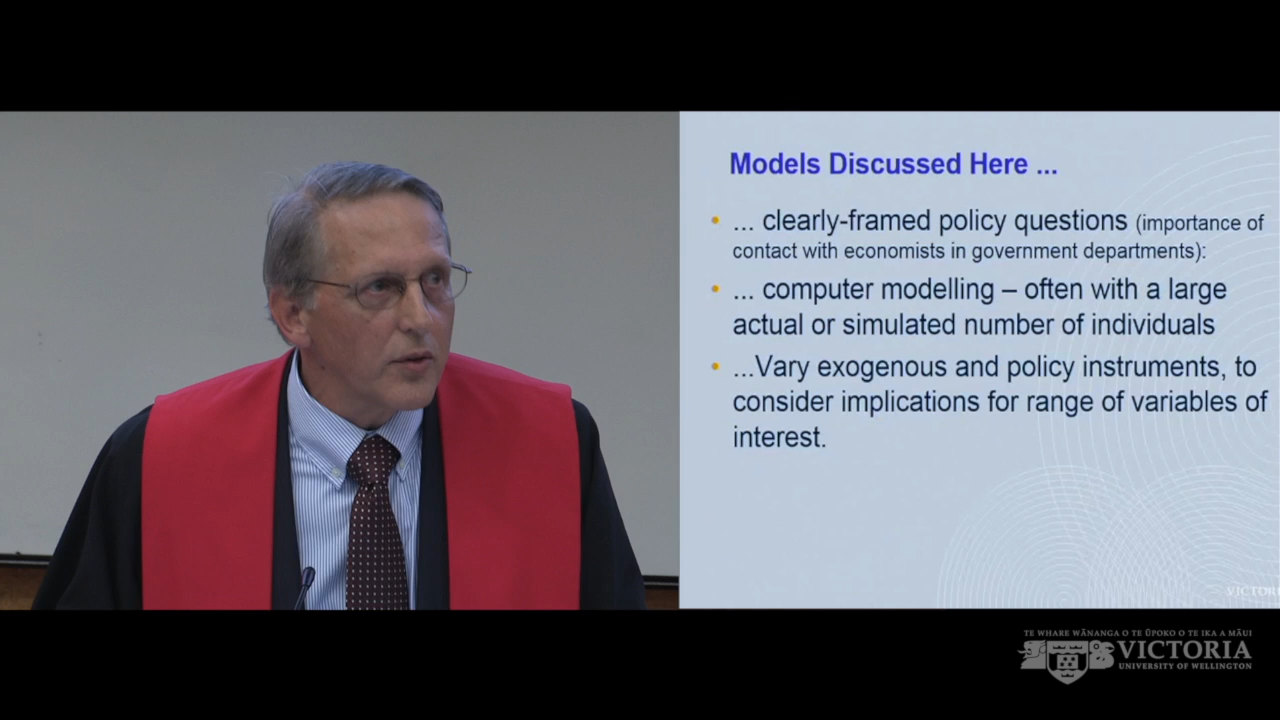 Models Discussed Here ...
... clearly-framed policy questions (importance of
contact with economists in government departments):
... computer modelling – often with a large
actual or simulated number of individuals
...Vary exogenous and policy instruments, to
consider implications for range of variables of
interest.
VICTOR
TE WHARE WĀNANGA O TE ŪPOKO O TE IKA A MĀUI
VICTORIA
UNIVERSITY OF WELLINGTON